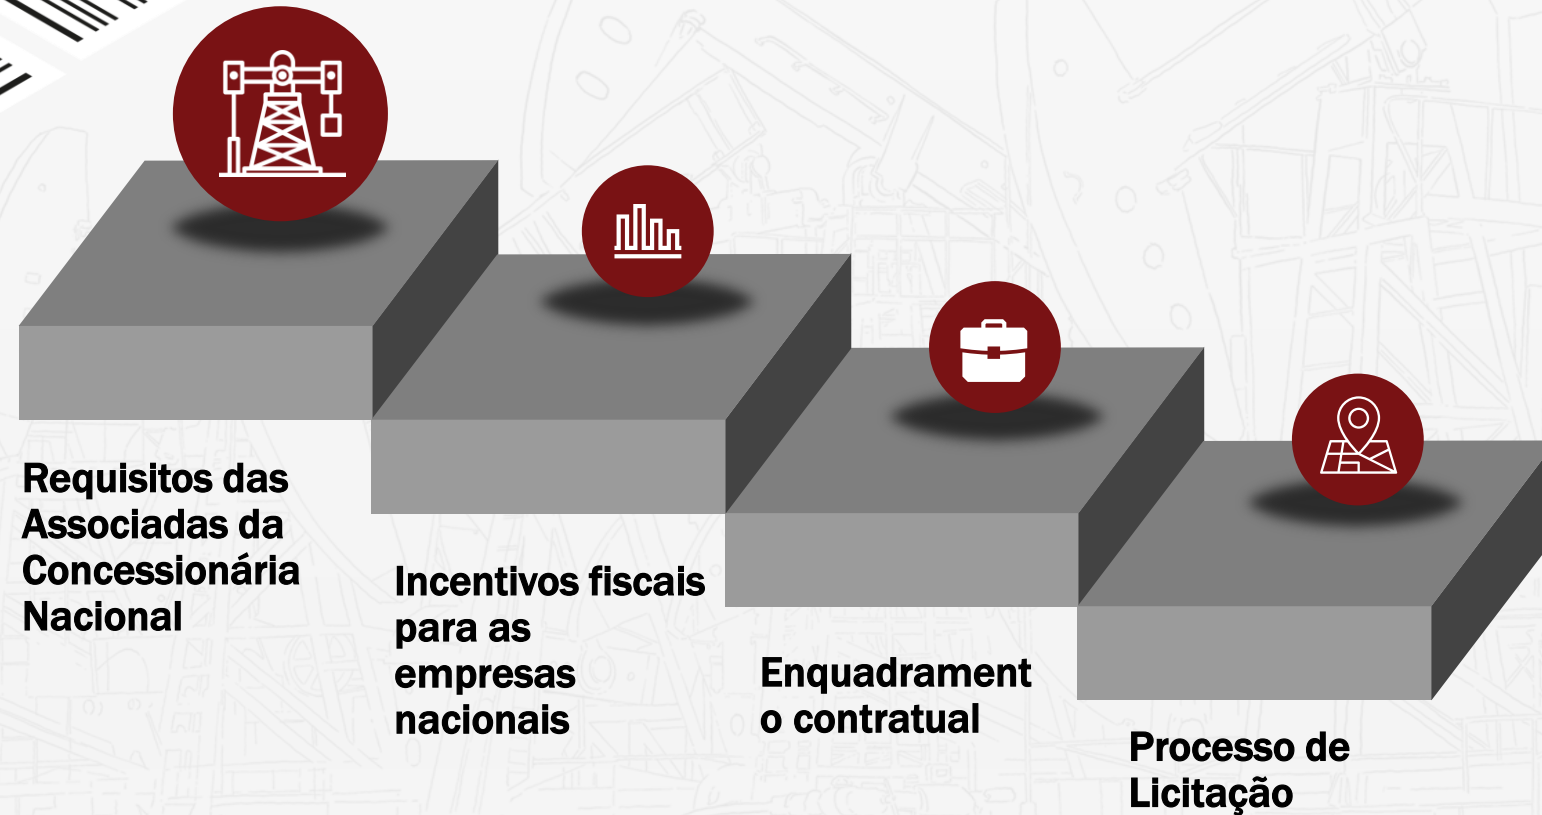 Requisitos das
Associadas da
Concessionária
Nacional
Incentivos fiscais
para as
empresas
nacionais
Enquadrament
o contratual
Processo de
Licitação